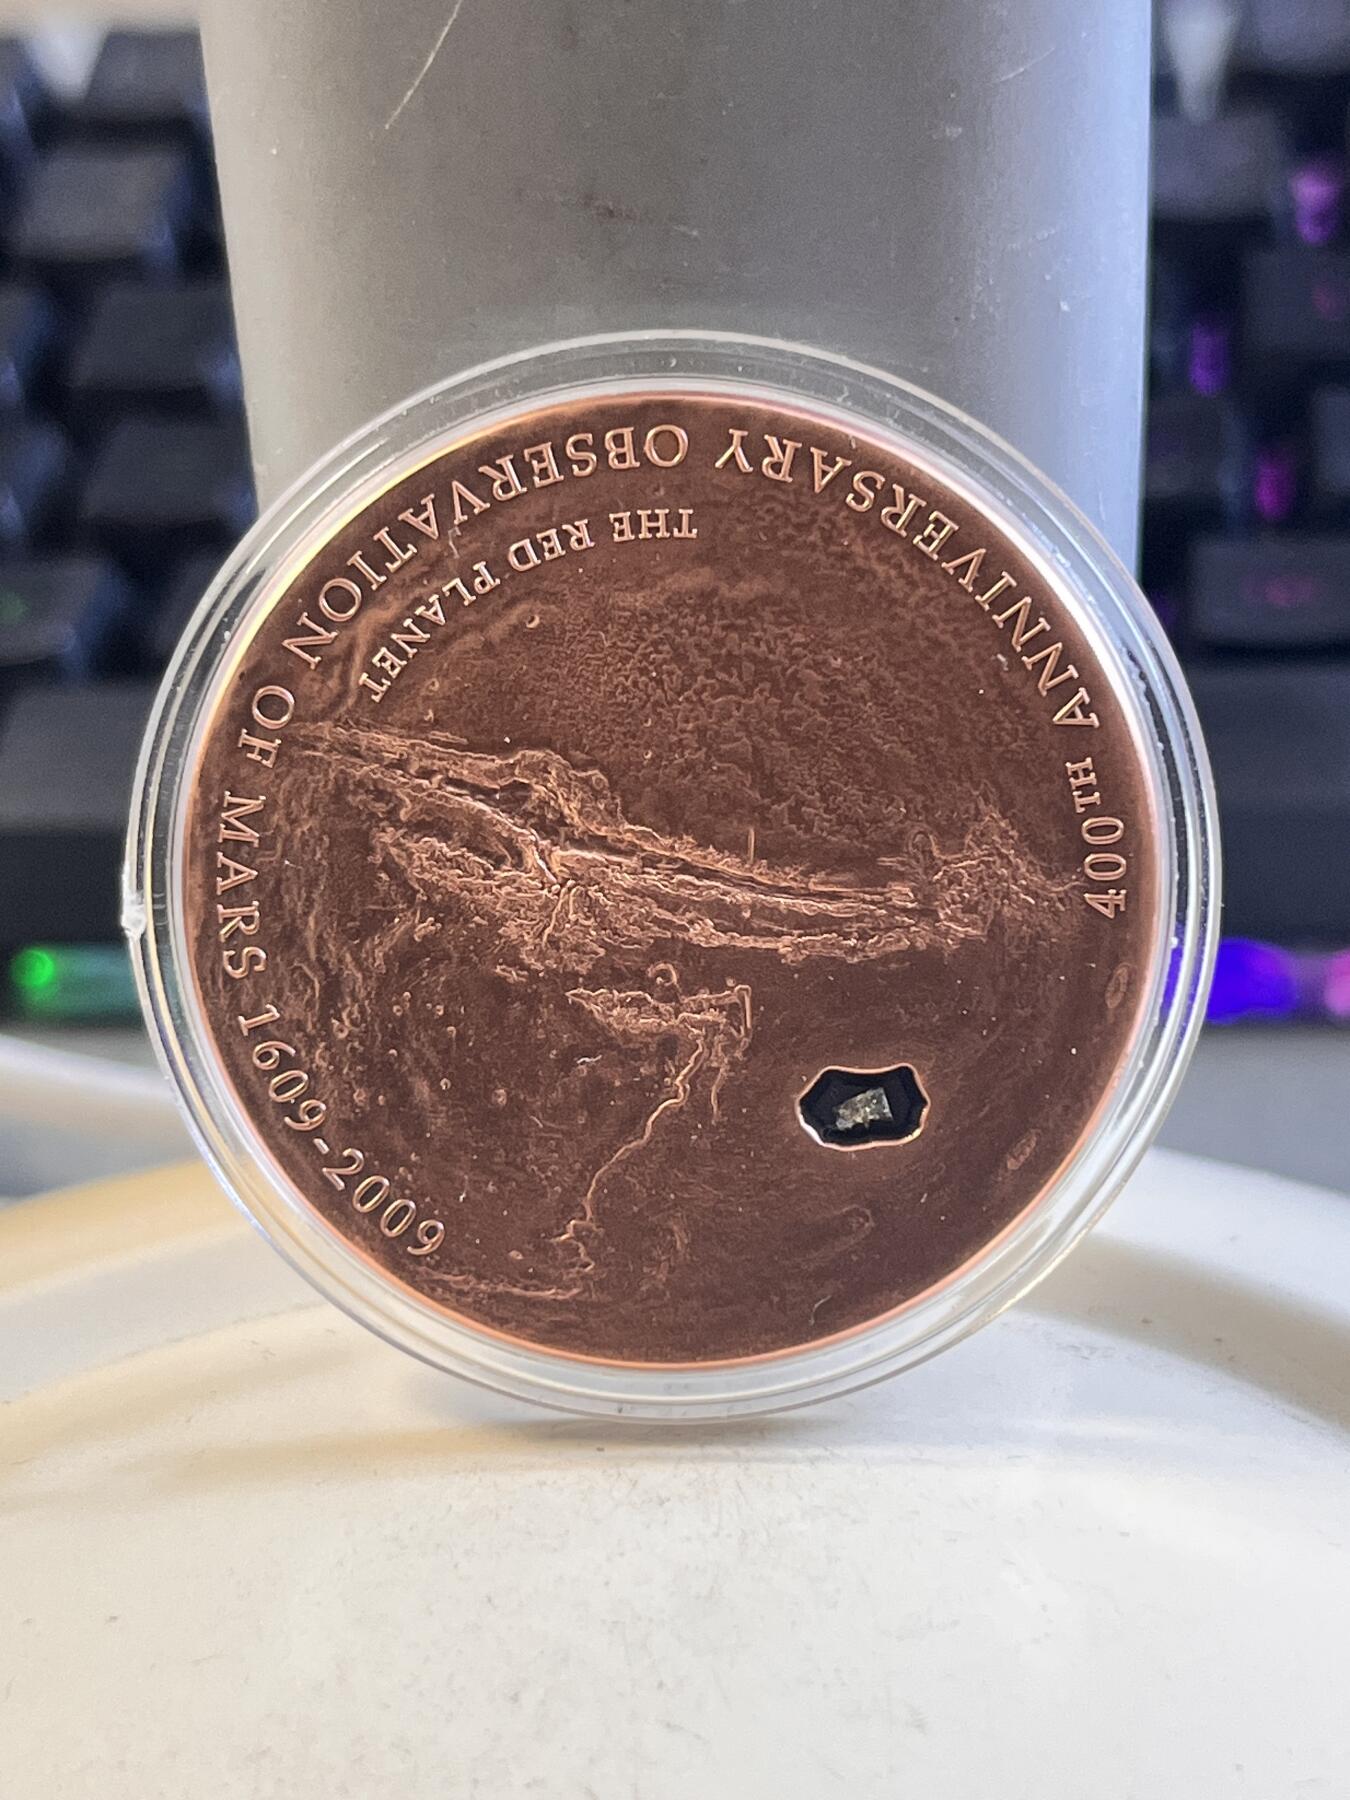 400TH ANNIVERSARY OBSERVATION OF MARS 1609-2009
THE RED PLANET